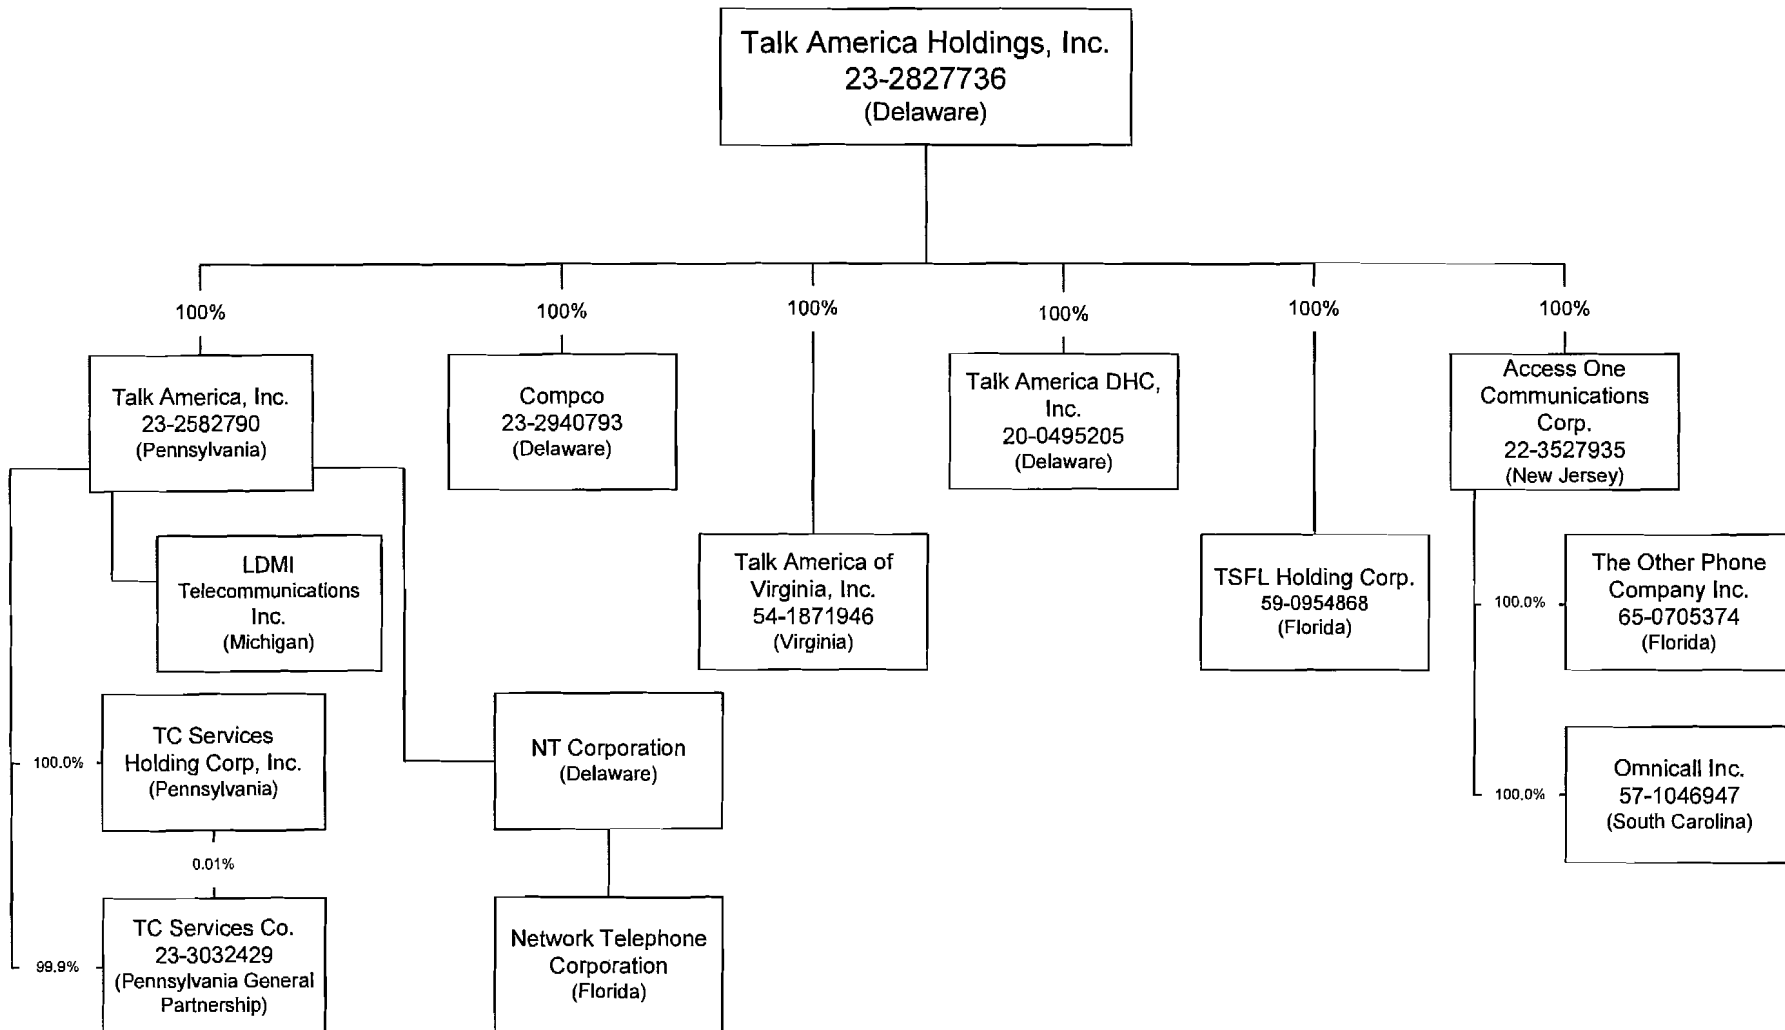 Talk America Holdings, Inc.
23-2827736
(Delaware)
100%
100%
100%
100%
100%
100%
Talk America, Inc.
23-2582790
(Pennsylvania)
Compco
23-2940793
(Delaware)
Talk America DHC,
Inc.
20-0495205
(Delaware)
Access One
Communications
Corp.
22-3527935
(New Jersey)
LDMI
Telecommunications
Inc.
(Michigan)
Talk America of
Virginia, Inc.
54-1871946
(Virginia)
TSFL Holding Corp.
59-0954868
(Florida)
100.0%
The Other Phone
Company Inc.
65-0705374
(Florida)
100.0%
TC Services
Holding Corp, Inc.
(Pennsylvania)
NT Corporation
(Delaware)
100.0%
Omnicall Inc.
57-1046947
(South Carolina)
0.01%
99.9%
TC Services Co.
23-3032429
(Pennsylvania General
Partnership)
Network Telephone
Corporation
(Florida)